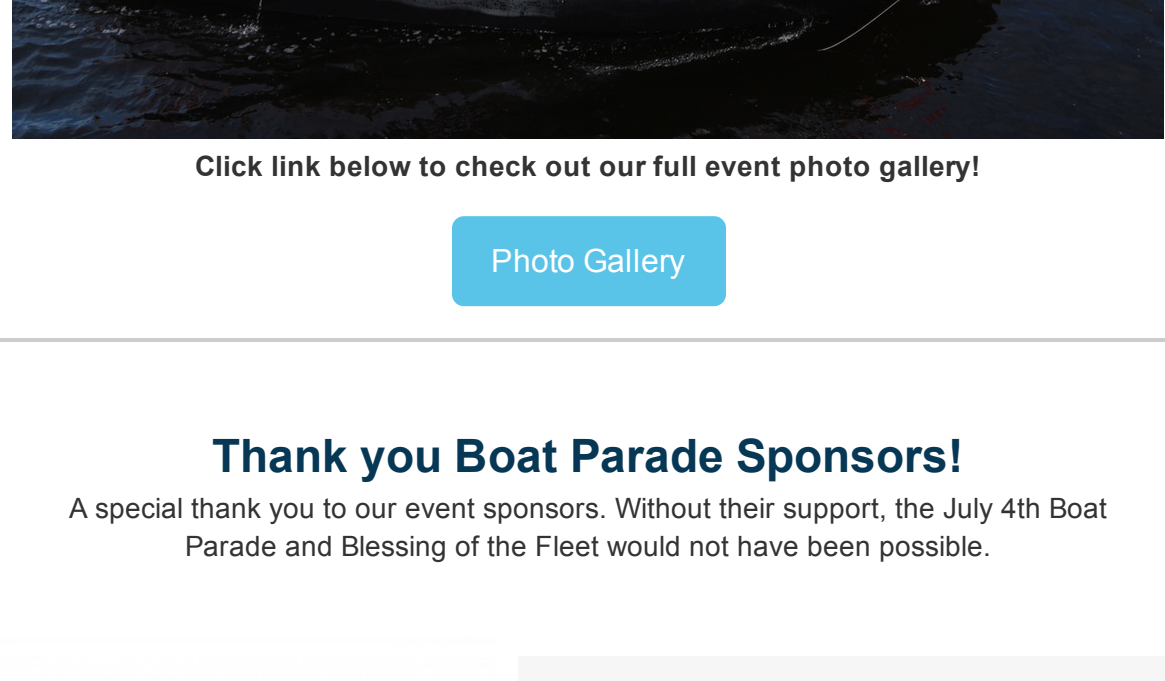 Click link below to check out our full event photo gallery!
Photo Gallery
Thank you Boat Parade Sponsors!
A special thank you to our event sponsors. Without their support, the July 4th Boat
Parade and Blessing of the Fleet would not have been possible.